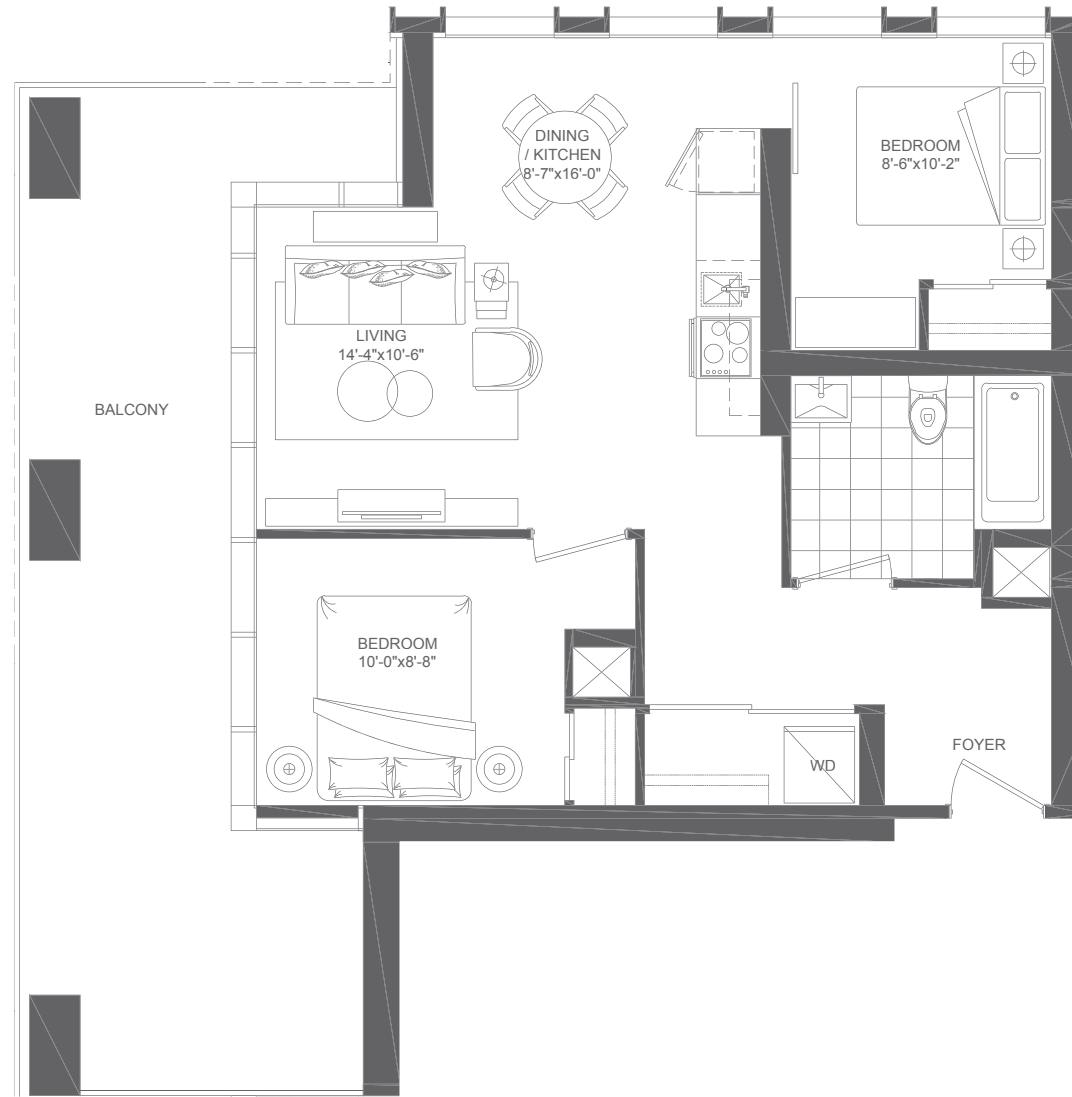 DINING
/ KITCHEN
8'-7"x16'-0"
BEDROOM
8'-6"x10'-2"
LIVING
14'-4"x10'-6"
BALCONY
BEDROOM
10'-0"x8'-8"
FOYER
WD